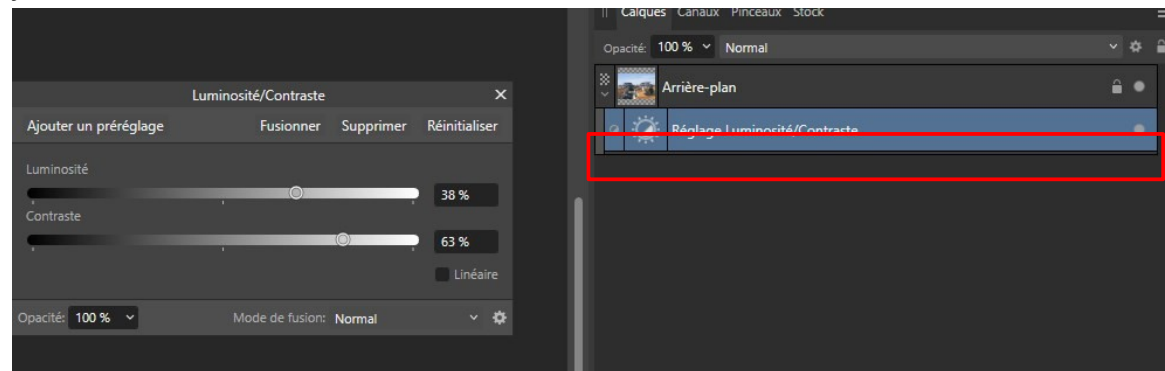 Calques Canaux Pinceaux Stock
Opacité: 100 % Normal
Arrière-plan
Réglage Luminosité/Contraste
Luminosité/Contraste
Ajouter un préréglage Fusionner Supprimer Réinitialiser
Luminosité
38 %
Contraste
63 %
Linéaire
Opacité: 100 % Mode de fusion: Normal